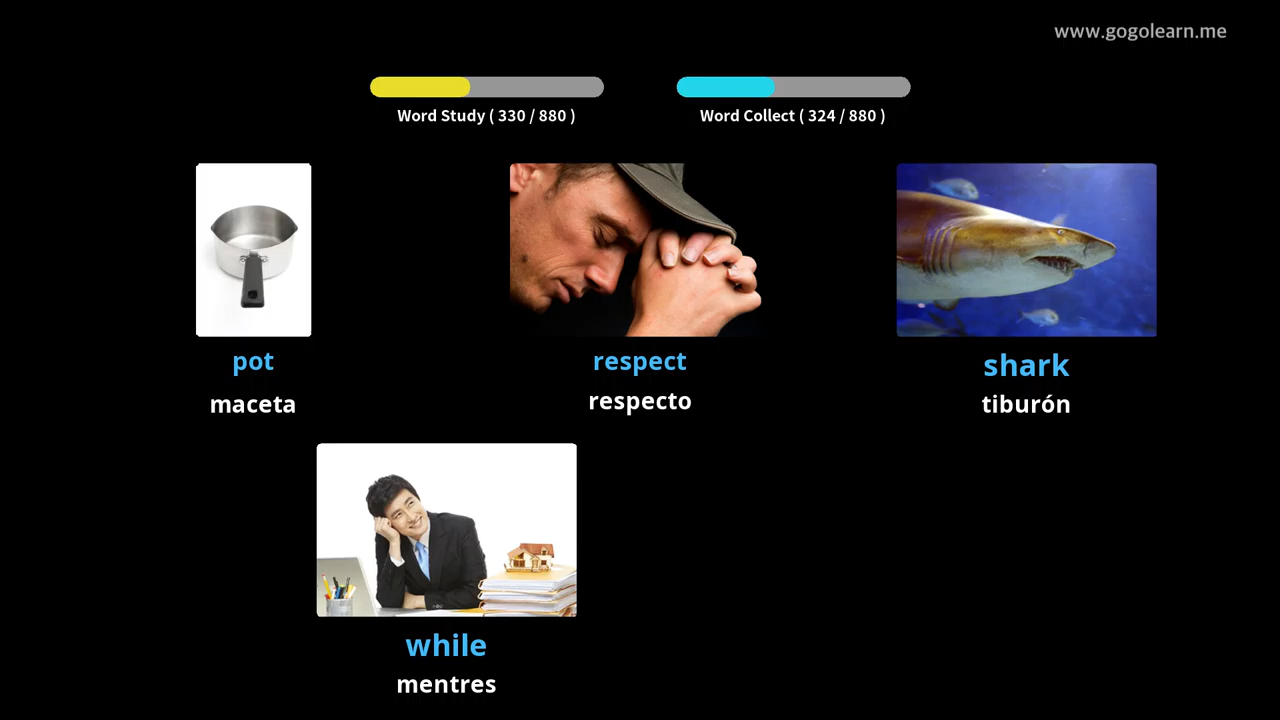 www.gogolearn.me
Word Study ( 330 / 880 )
Word Collect ( 324 / 880 )
pot
maceta
respect
respecto
shark
tiburón
while
mentres